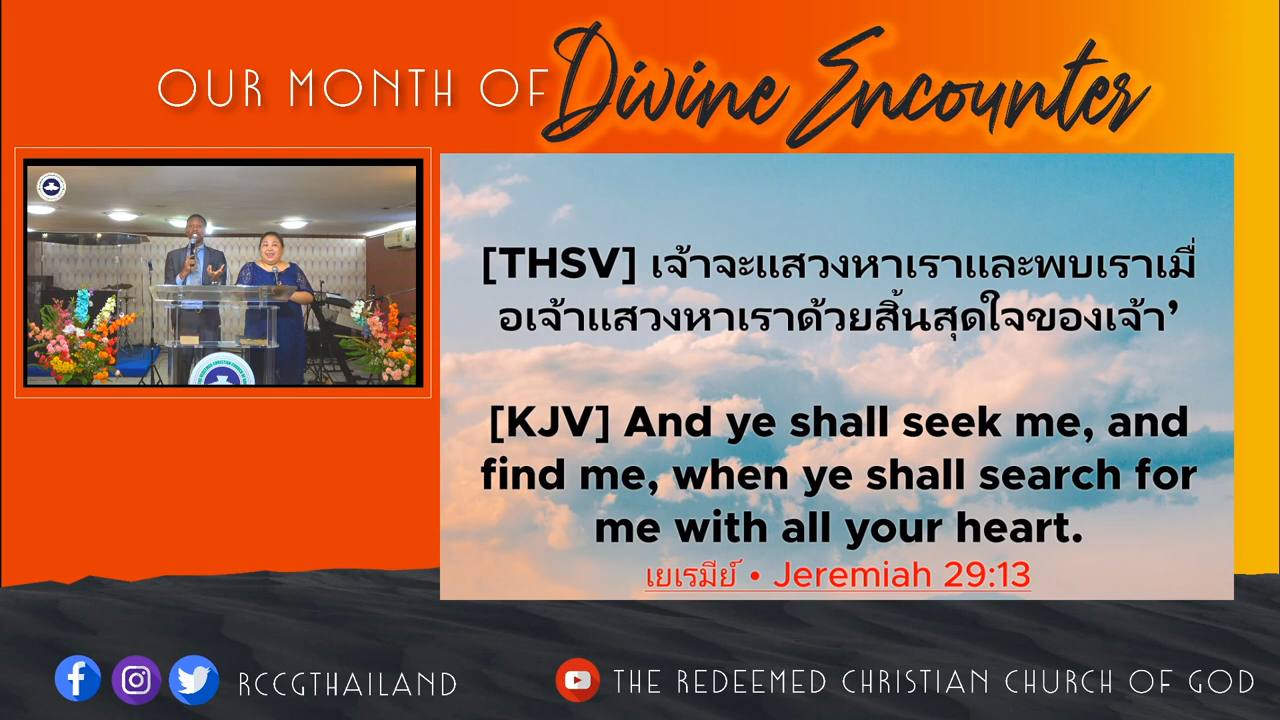 OUR MONTH OF Divine Encounter
[THSV] เจ้าจะแสวงหาเราและพบเราเมื่
อเจ้าแสวงหาเราด้วยสิ้นสุดใจของเจ้า’
[KJV] And ye shall seek me, and
find me, when ye shall search for
me with all your heart.
เยเรมีย์ • Jeremiah 29:13
RCCGTHAILAND
THE REDEEMED CHRISTIAN CHURCH OF GOD